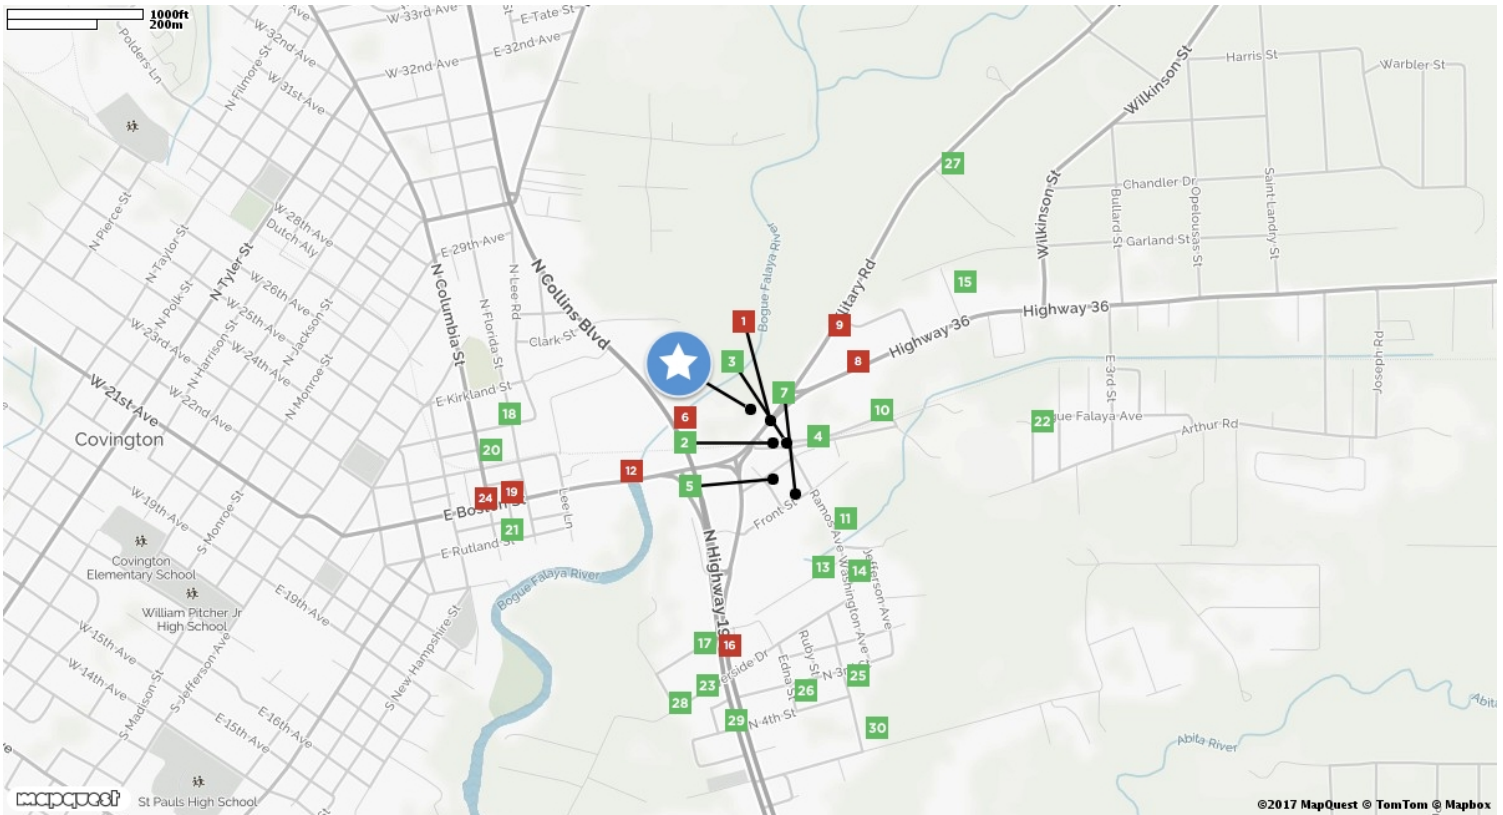 1000ft
200m
W 33rd Ave
E Tate St
W 32nd Ave
E 32nd Ave
W 32nd Ave
Polders Ln
N Filmore St
W 31st Ave
Wilkinson St
Harris St
Warbler St
27
Chandler Dr
Bullard St
Opelousas St
Saint Landry St
N Pierce St
W 28th Ave
Dutch Aly
N Taylor St
E 29th Ave
Bogue Falaya River
Wilkinson St
Garland St
N Tyler St
N Columbia St
N Lee Rd
N Collins Blvd
15
N Polk St
W 26th Ave
W 25th Ave
N Jackson St
N Florida St
Highway 36
Highway 36
1
9
W 23rd Ave
N Harrison St
W 24th Ave
Clark St
3
8
Joseph Rd
E 3rd St
W 21st Ave
W 22nd Ave
N Monroe St
E Kirkland St
7
18
6
10
22
Arthur Rd
Covington
20
2
4
12
24
19
5
E Boston St
Lee Ln
W 19th Ave
S Monroe St
Front St
Ramos Ave
11
21
E Rutland St
N Highway 19
Covington
Elementary School
Bogue Falaya River
13
14
Washington Ave
Jefferson Ave
William Pitcher Jr
High School
E 19th Ave
W 15th Ave
S New Hampshire St
17
16
Ruby St
W 14th Ave
S Jefferson Ave
Edna St
25
23
26
28
S Madison St
29
N 4th St
30
E 16th Ave
E 15th Ave
Abita River
St Pauls High School
mapquest
©2017 MapQuest © TomTom © Mapbox